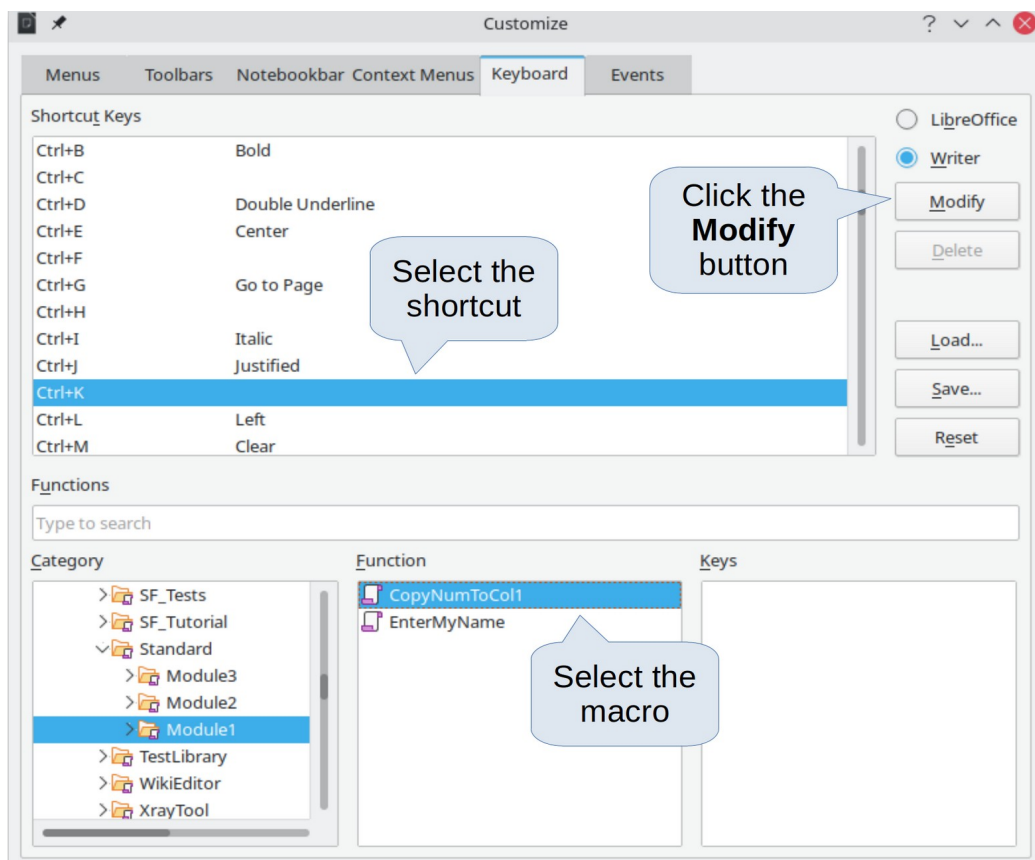 Customize
?
Menus Toolbars Notebookbar Context Menus Keyboard Events
Shortcut Keys
LibreOffice
Writer
Modify
Delete
Load...
Save...
Reset
Ctrl+B Bold
Ctrl+C
Ctrl+D Double Underline
Ctrl+E Center
Ctrl+F
Ctrl+G Go to Page
Ctrl+H
Ctrl+I Italic
Ctrl+J Justified
Ctrl+K
Ctrl+L Left
Ctrl+M Clear
Select the
shortcut
Click the
Modify
button
Functions
Type to search
Category
SF_Tests
SF_Tutorial
Standard
Module3
Module2
Module1
TestLibrary
WikiEditor
XrayTool
Function
CopyNumToCol1
EnterMyName
Select the
macro
Keys